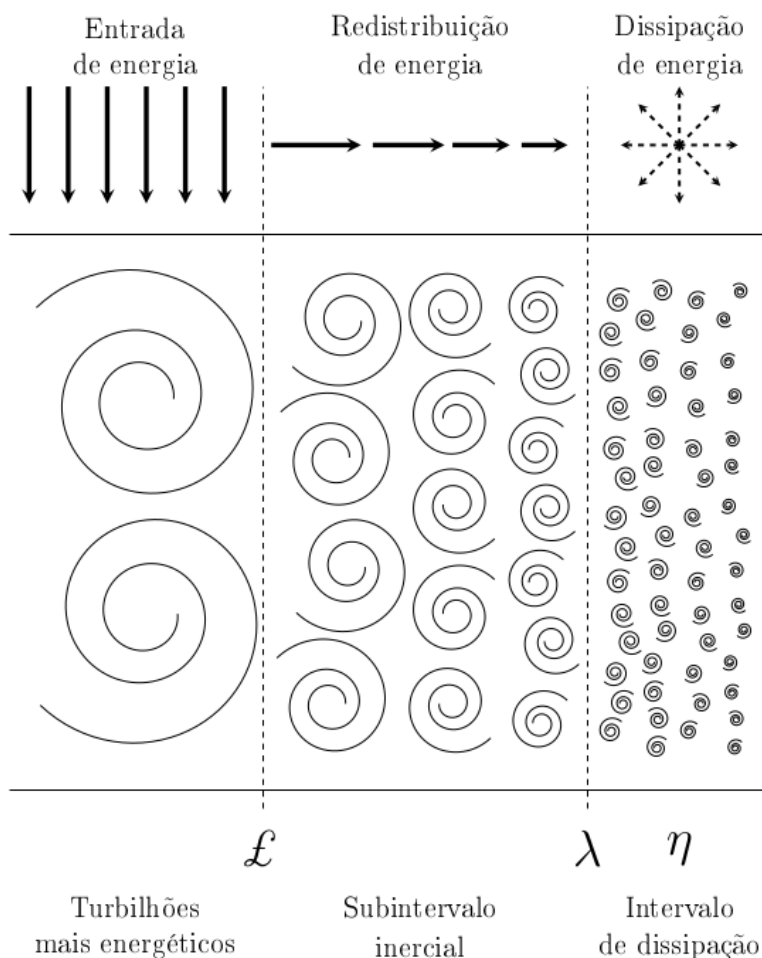 Entrada
de energia
Redistribuição
de energia
Dissipação
de energia
£
λ
η
Turbilhões
mais energéticos
Subintervalo
inercial
Intervalo
de dissipação